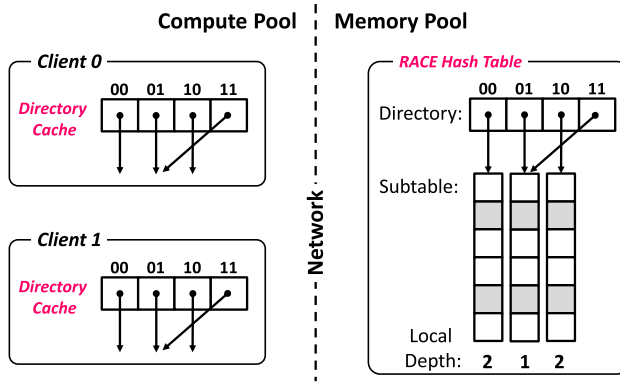 Compute Pool
Memory Pool
Client 0
Directory
Cache
00 01 10 11
Client 1
Directory
Cache
00 01 10 11
Network
RACE Hash Table
00 01 10 11
Directory:
Subtable:
Local
Depth: 2 1 2